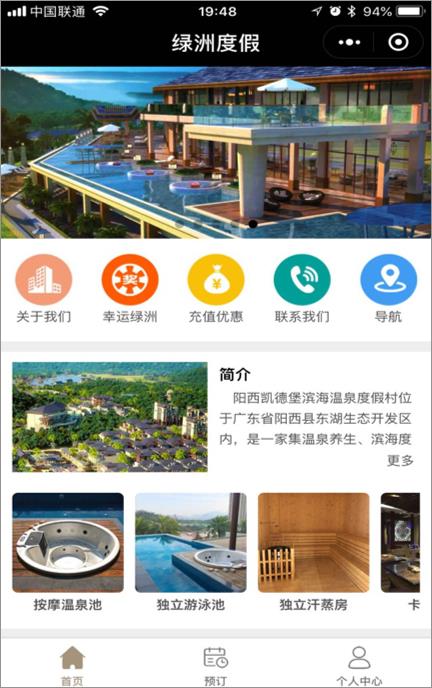 中国联通
19:48
94%
绿洲度假
奖
¥
关于我们
幸运绿洲
充值优惠
联系我们
导航
简介
阳西凯德堡滨海温泉度假村位
于广东省阳西县东湖生态开发区
内，是一家集温泉养生、滨海度
更多
按摩温泉池
独立游泳池
独立汗蒸房
卡
首页
预订
个人中心